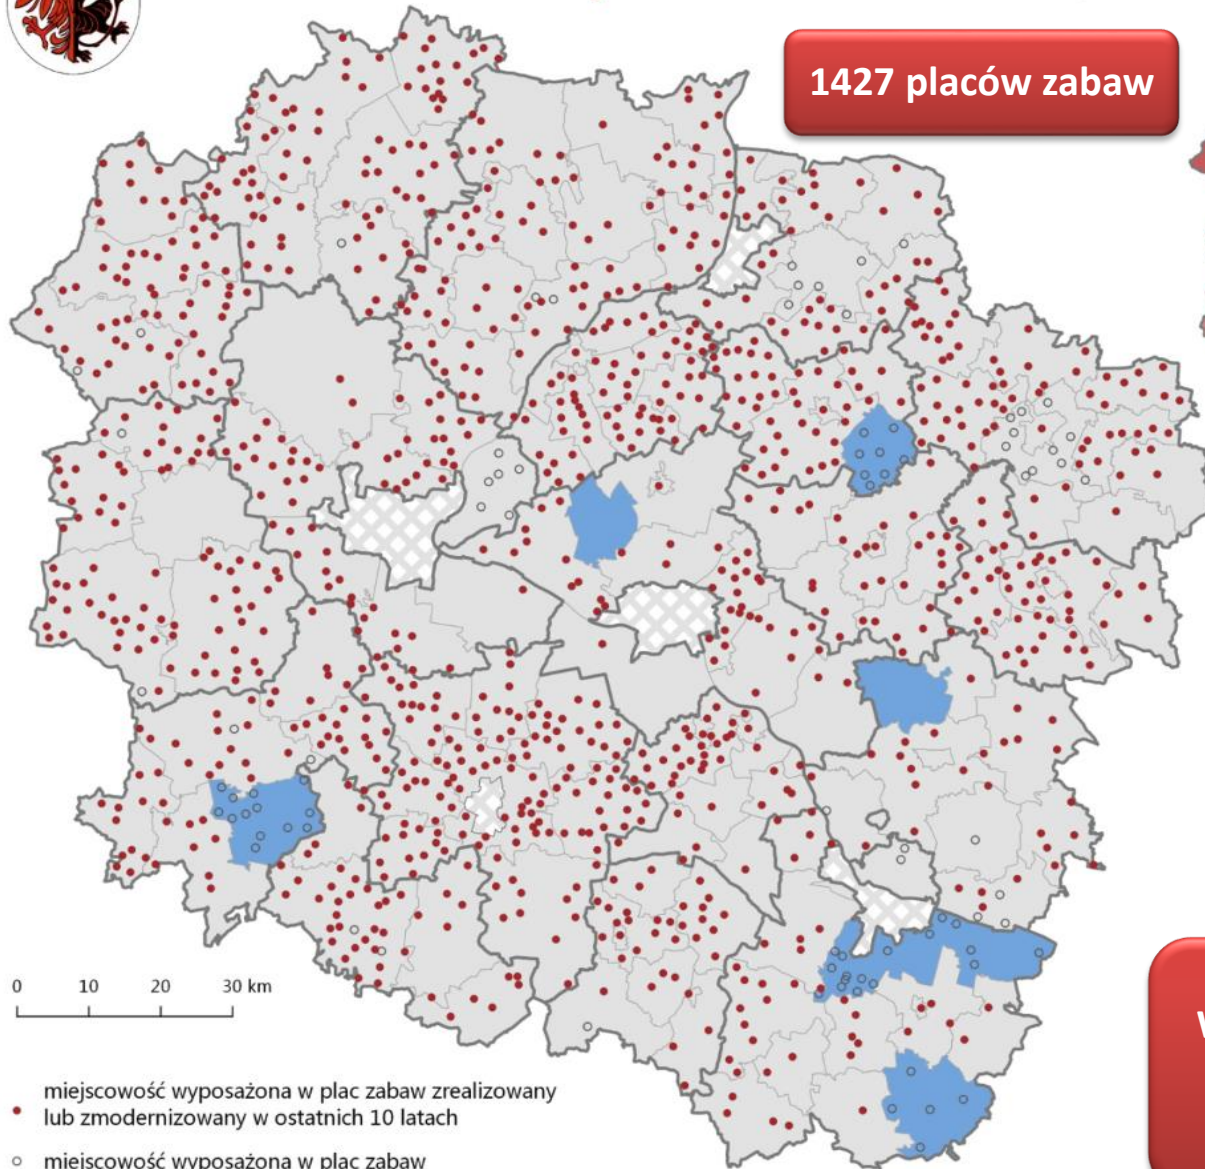 1427 placów zabaw
0 10 20 30 km
miejscowość wyposażona w plac zabaw zrealizowany
lub zmodernizowany w ostatnich 10 latach
miejscowość wyposażona w plac zabaw